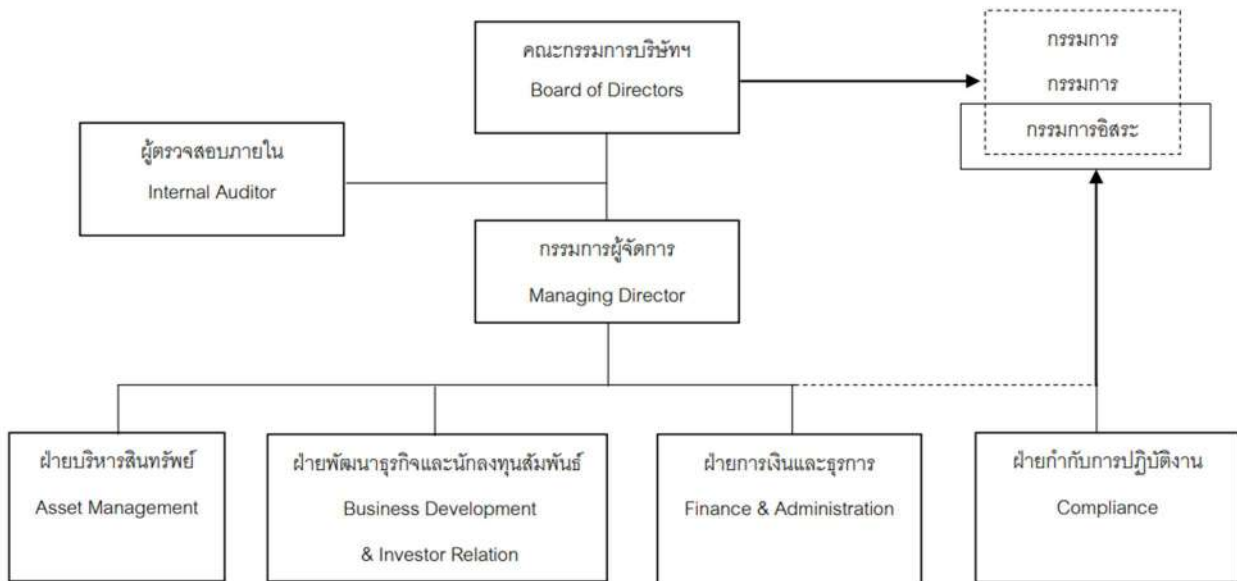 คณะกรรมการบริษัทฯ
Board of Directors
กรรมการ
กรรมการ
กรรมการอิสระ
ผู้ตรวจสอบภายใน
Internal Auditor
กรรมการผู้จัดการ
Managing Director
ฝ่ายบริหารสินทรัพย์
Asset Management
ฝ่ายพัฒนาธุรกิจและนักลงทุนสัมพันธ์
Business Development
& Investor Relation
ฝ่ายการเงินและธุรการ
Finance & Administration
ฝ่ายกำกับการปฏิบัติงาน
Compliance